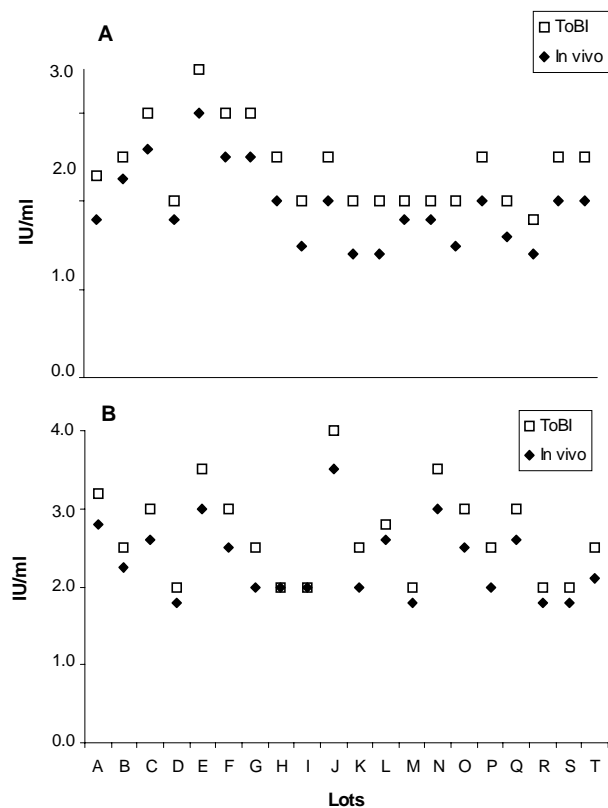 A
ToBI
In vivo
3.0
2.0
1.0
0.0
IU/ml
B
ToBI
In vivo
4.0
3.0
2.0
1.0
0.0
IU/ml
A B C D E F G H I J K L M N O P Q R S T
Lots